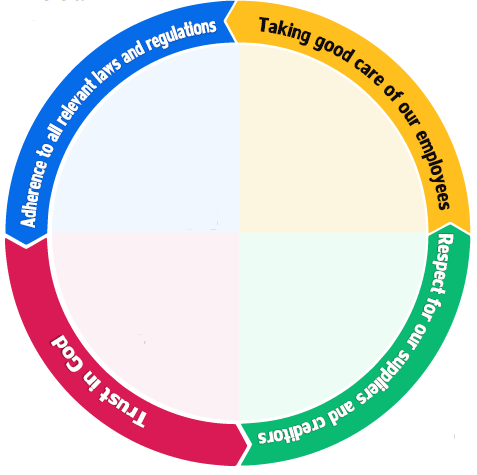 Adherence to all relevant laws and regulations
Taking good care of our employees
Respect for our suppliers and creditors
Trust in God